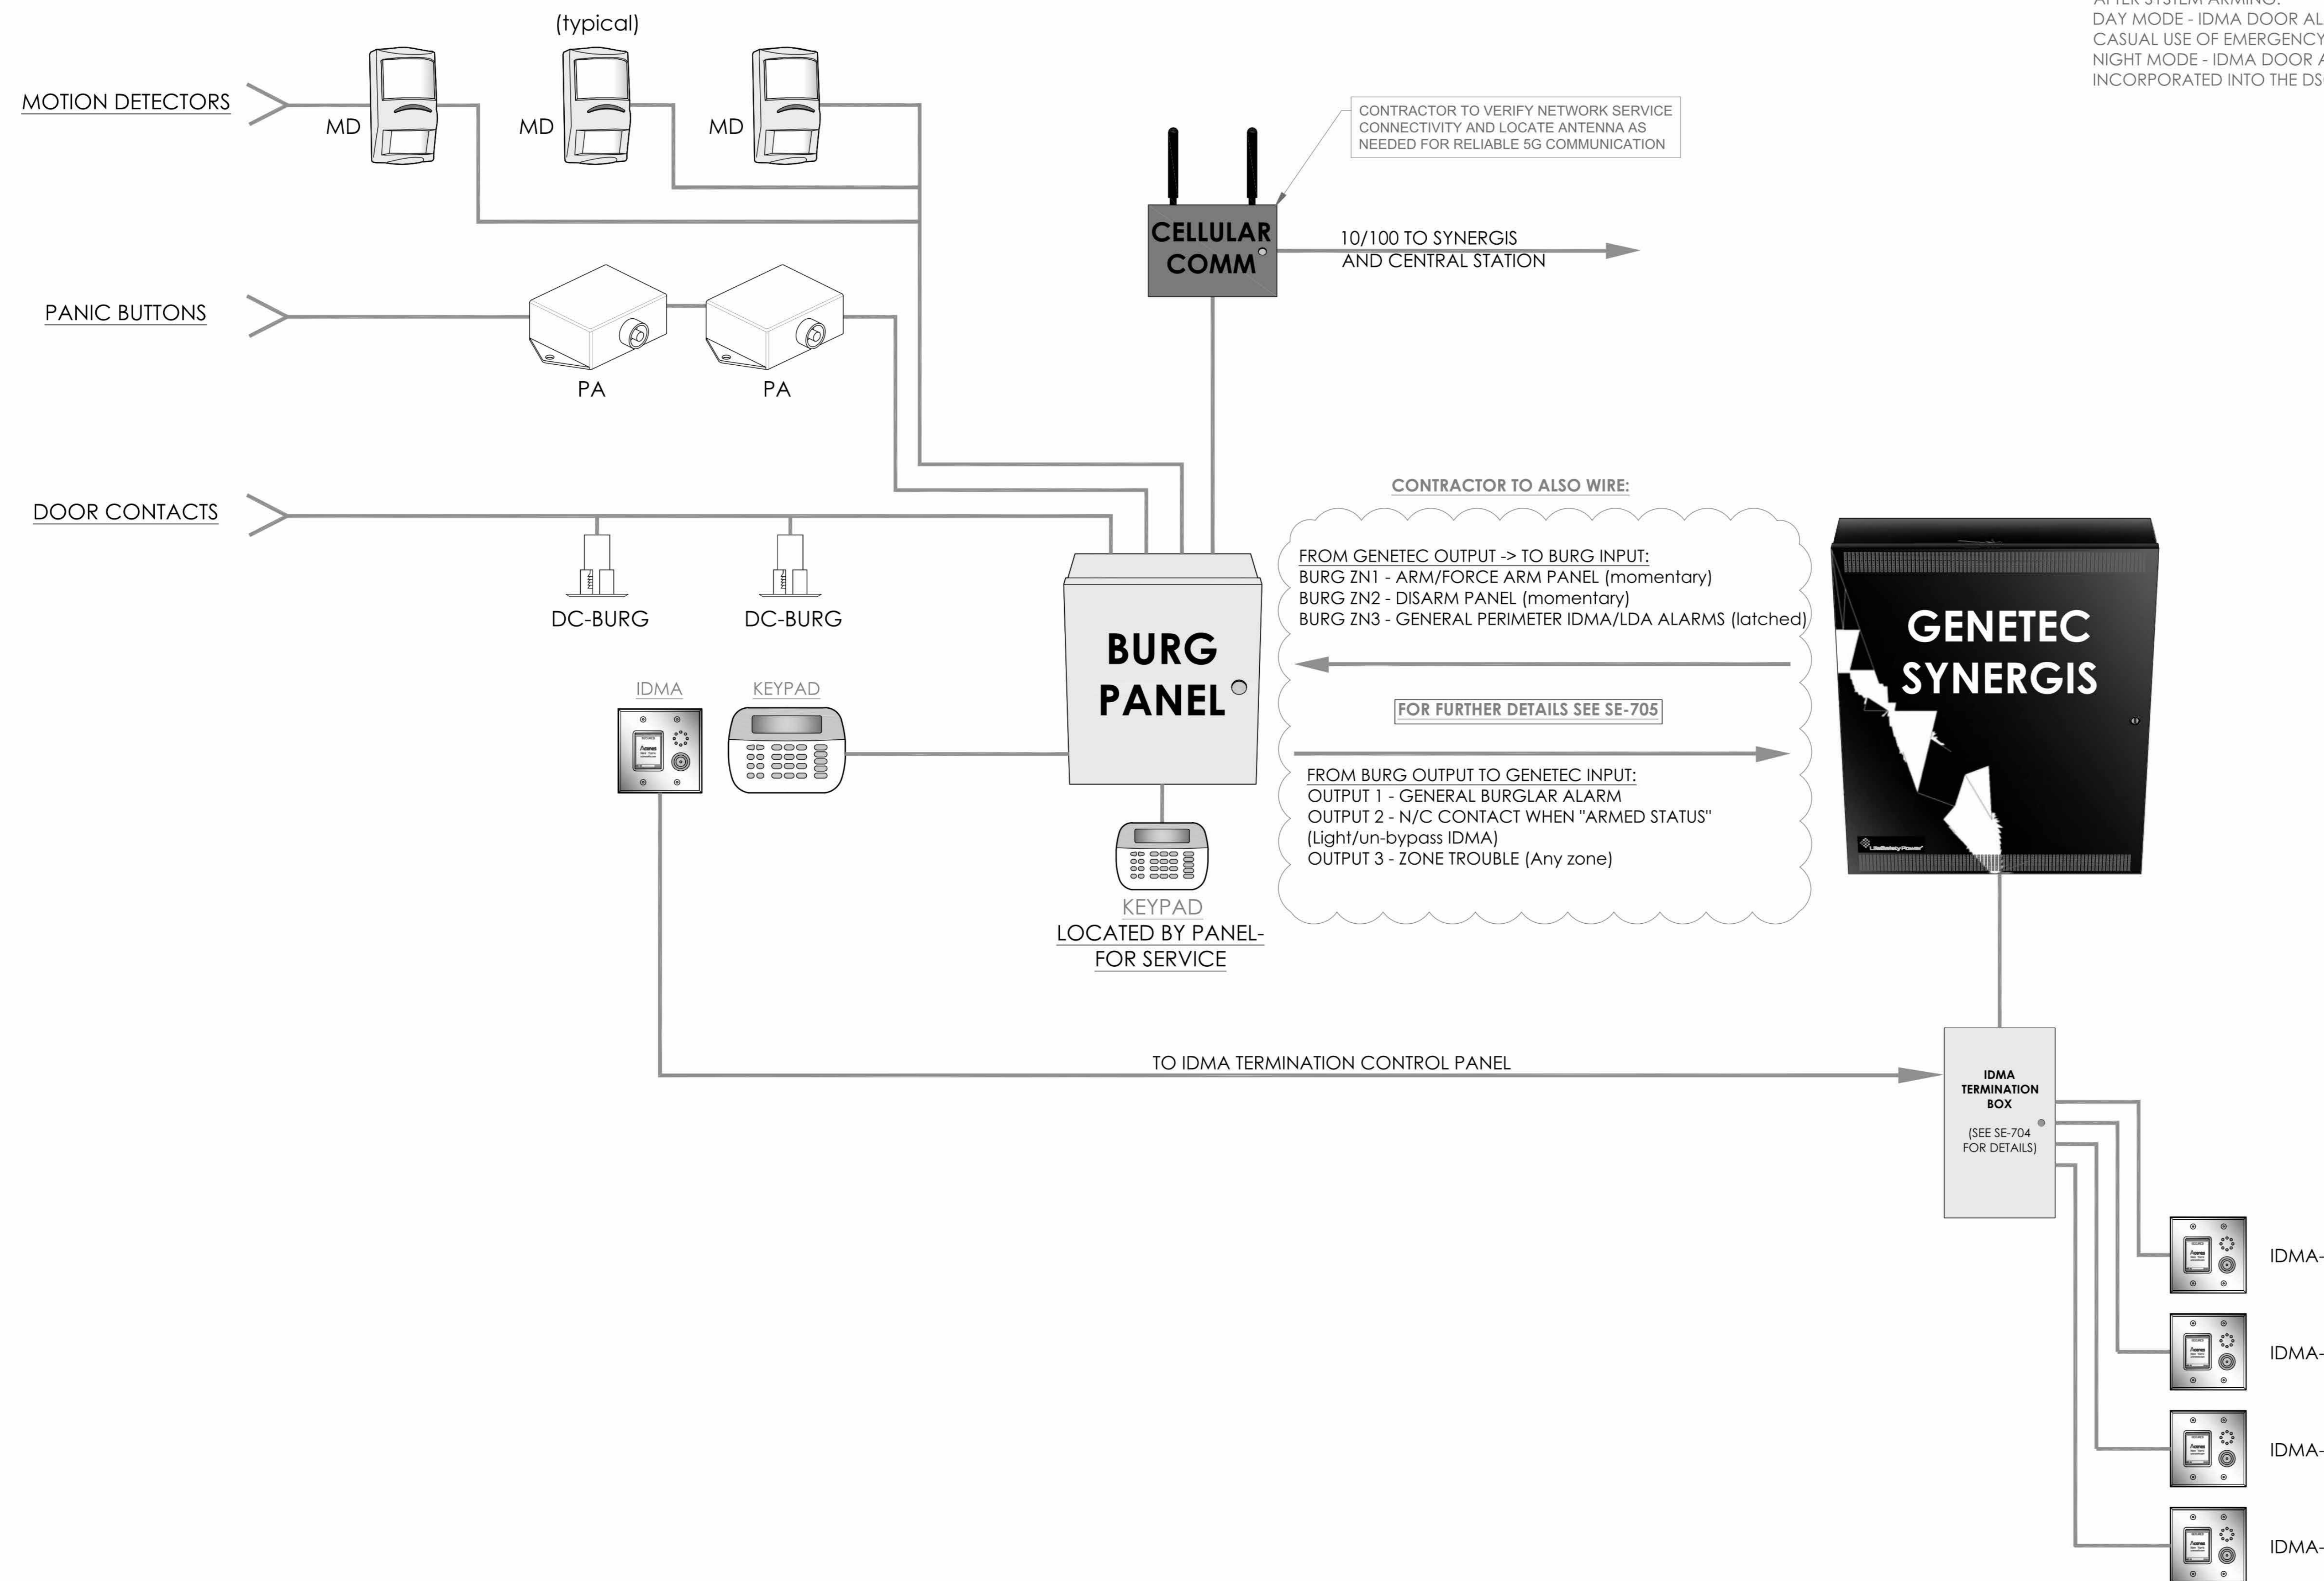 AFTER SYSTEM ARMING:
DAY MODE - IDMA DOOR AL
CASUAL USE OF EMERGENCY
NIGHT MODE - IDMA DOOR A
INCORPORATED INTO THE DS
(typical)
MOTION DETECTORS
MD
MD
MD
CONTRACTOR TO VERIFY NETWORK SERVICE
CONNECTIVITY AND LOCATE ANTENNA AS
NEEDED FOR RELIABLE 5G COMMUNICATION
CELLULAR
COMM
10/100 TO SYNERGIS
AND CENTRAL STATION
PANIC BUTTONS
PA
PA
DOOR CONTACTS
DC-BURG
DC-BURG
CONTRACTOR TO ALSO WIRE:
FROM GENETEC OUTPUT -> TO BURG INPUT:
BURG ZN1 - ARM/FORCE ARM PANEL (momentary)
BURG ZN2 - DISARM PANEL (momentary)
BURG ZN3 - GENERAL PERIMETER IDMA/LDA ALARMS (latched)
FOR FURTHER DETAILS SEE SE-705
FROM BURG OUTPUT TO GENETEC INPUT:
OUTPUT 1 - GENERAL BURGLAR ALARM
OUTPUT 2 - N/C CONTACT WHEN "ARMED STATUS"
(Light/un-bypass IDMA)
OUTPUT 3 - ZONE TROUBLE (Any zone)
BURG
PANEL
GENETEC
SYNERGIS
LifeSafety Power
IDMA
KEYPAD
KEYPAD
LOCATED BY PANEL-
FOR SERVICE
TO IDMA TERMINATION CONTROL PANEL
IDMA
TERMINATION
BOX
(SEE SE-704
FOR DETAILS)
IDMA-
IDMA-
IDMA-
IDMA-